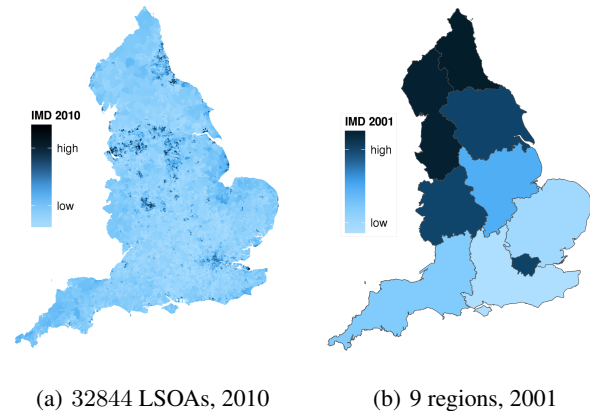 IMD 2010
high
low
IMD 2001
high
low
(a) 32844 LSOAs, 2010
(b) 9 regions, 2001